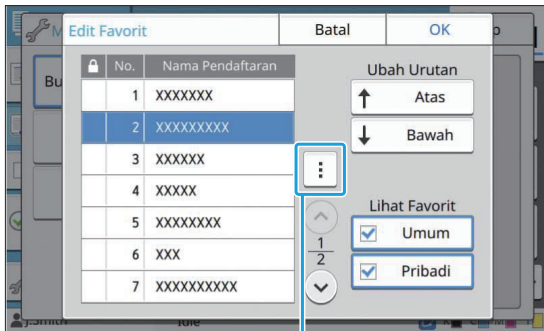 Edit Favorit
Batal
OK
Bu
No. Nama Pendaftaran
1 XXXXXXX
2 XXXXXXXXX
3 XXXXXX
4 XXXXX
5 XXXXXXXX
6 XXX
7 XXXXXXXXXX
1
2
Ubah Urutan
Atas
Bawah
Lihat Favorit
Umum
Pribadi